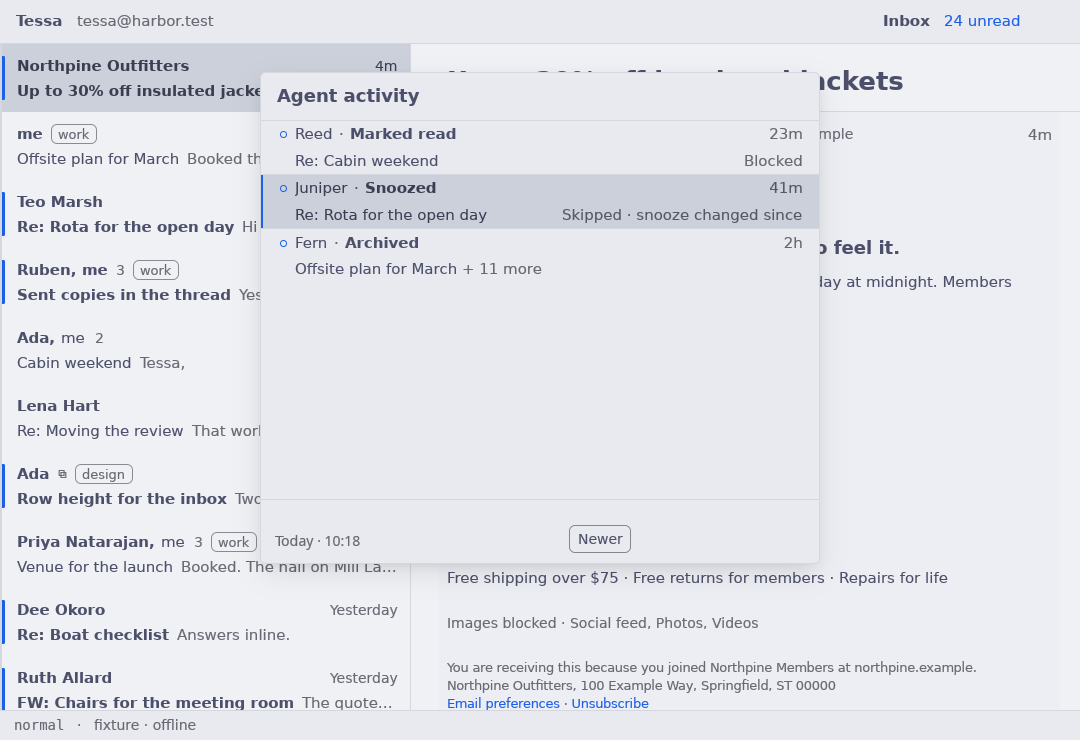 Tessa tessa@harbor.test Inbox 24 unread
Northpine Outfitters 4m
Up to 30% off insulated
me work
Offsite plan for March Booked
Teo Marsh
Re: Rota for the open day Hi
Ruben, me 3 work
Sent copies in the thread
Ada, me 2
Cabin weekend Tessa,
Lena Hart
Re: Moving the review That
Ada design
Row height for the inbox
Priya Natarajan, me 3 work
Venue for the launch Booked. The hall on Mill La…
Dee Okoro Yesterday
Re: Boat checklist Answers inline.
Ruth Allard Yesterday
FW: Chairs for the meeting room The quote…
Agent activity
Reed · Marked read 23m
Re: Cabin weekend Blocked
Juniper · Snoozed 41m
Re: Rota for the open day Skipped · snooze changed since
Fern · Archived 2h
Offsite plan for March + 11 more
Today · 10:18 Newer
4m
feel it.
at midnight. Members
Free shipping over $75 · Free returns for members · Repairs for life
Images blocked · Social feed, Photos, Videos
You are receiving this because you joined Northpine Members at northpine.example.
Northpine Outfitters, 100 Example Way, Springfield, ST 00000
Email preferences · Unsubscribe
normal · fixture · offline